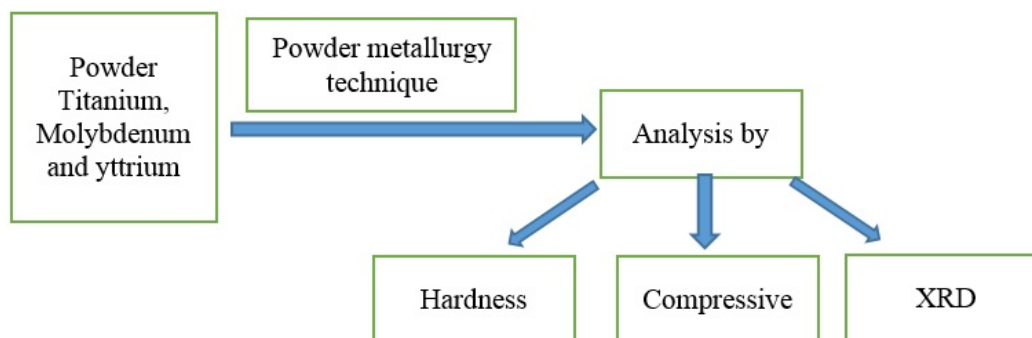 Powder
Titanium,
Molybdenum
and yttrium
Powder metallurgy
technique
Analysis by
Hardness
Compressive
XRD